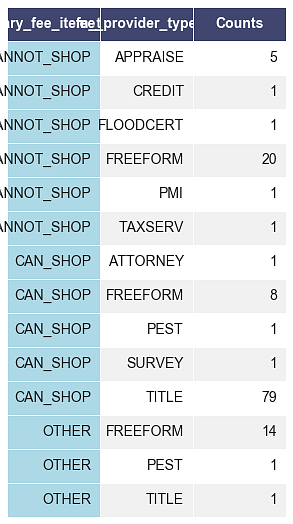 ary_fee_item_ fee_provider_type Counts
ANNOT_SHOP APPRAISE 5
ANNOT_SHOP CREDIT 1
ANNOT_SHOP FLOODCERT 1
ANNOT_SHOP FREEFORM 20
ANNOT_SHOP PMI 1
ANNOT_SHOP TAXSERV 1
CAN_SHOP ATTORNEY 1
CAN_SHOP FREEFORM 8
CAN_SHOP PEST 1
CAN_SHOP SURVEY 1
CAN_SHOP TITLE 79
OTHER FREEFORM 14
OTHER PEST 1
OTHER TITLE 1